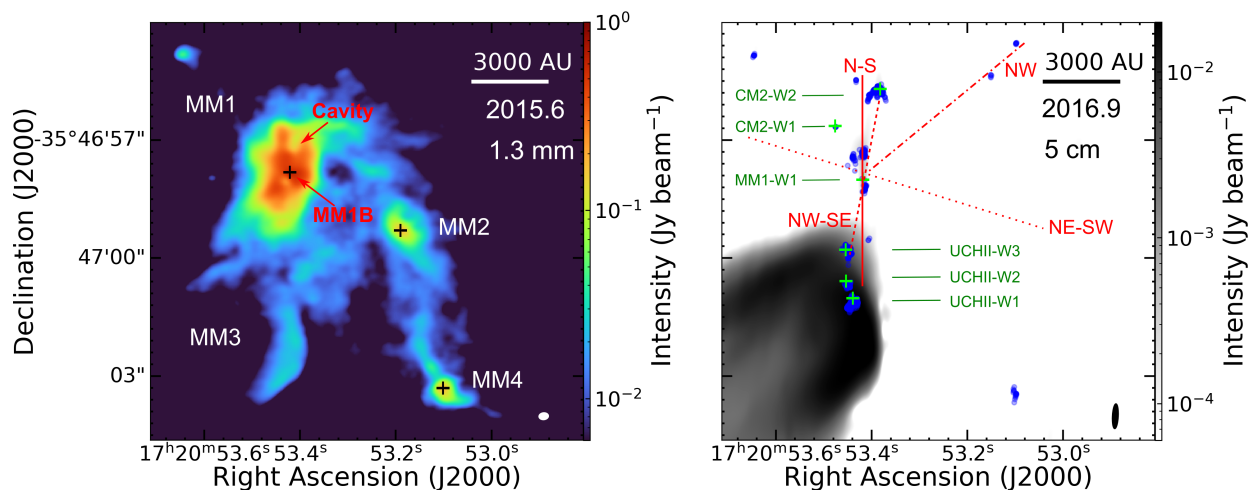 MM1
Cavity
3000 AU
2015.6
1.3 mm
MM1B
MM2
MM3
MM4
-35°46'57"
47'00"
03"
17ʰ20ᵐ53.6ˢ 53.4ˢ 53.2ˢ 53.0ˢ
Right Ascension (J2000)
Declination (J2000)
10⁰
10⁻¹
10⁻²
Intensity (Jy beam⁻¹)
N-S
NW
3000 AU
2016.9
5 cm
CM2-W2
CM2-W1
MM1-W1
NW-SE
NE-SW
UCHII-W3
UCHII-W2
UCHII-W1
17ʰ20ᵐ53.6ˢ 53.4ˢ 53.2ˢ 53.0ˢ
Right Ascension (J2000)
10⁻²
10⁻³
10⁻⁴
Intensity (Jy beam⁻¹)